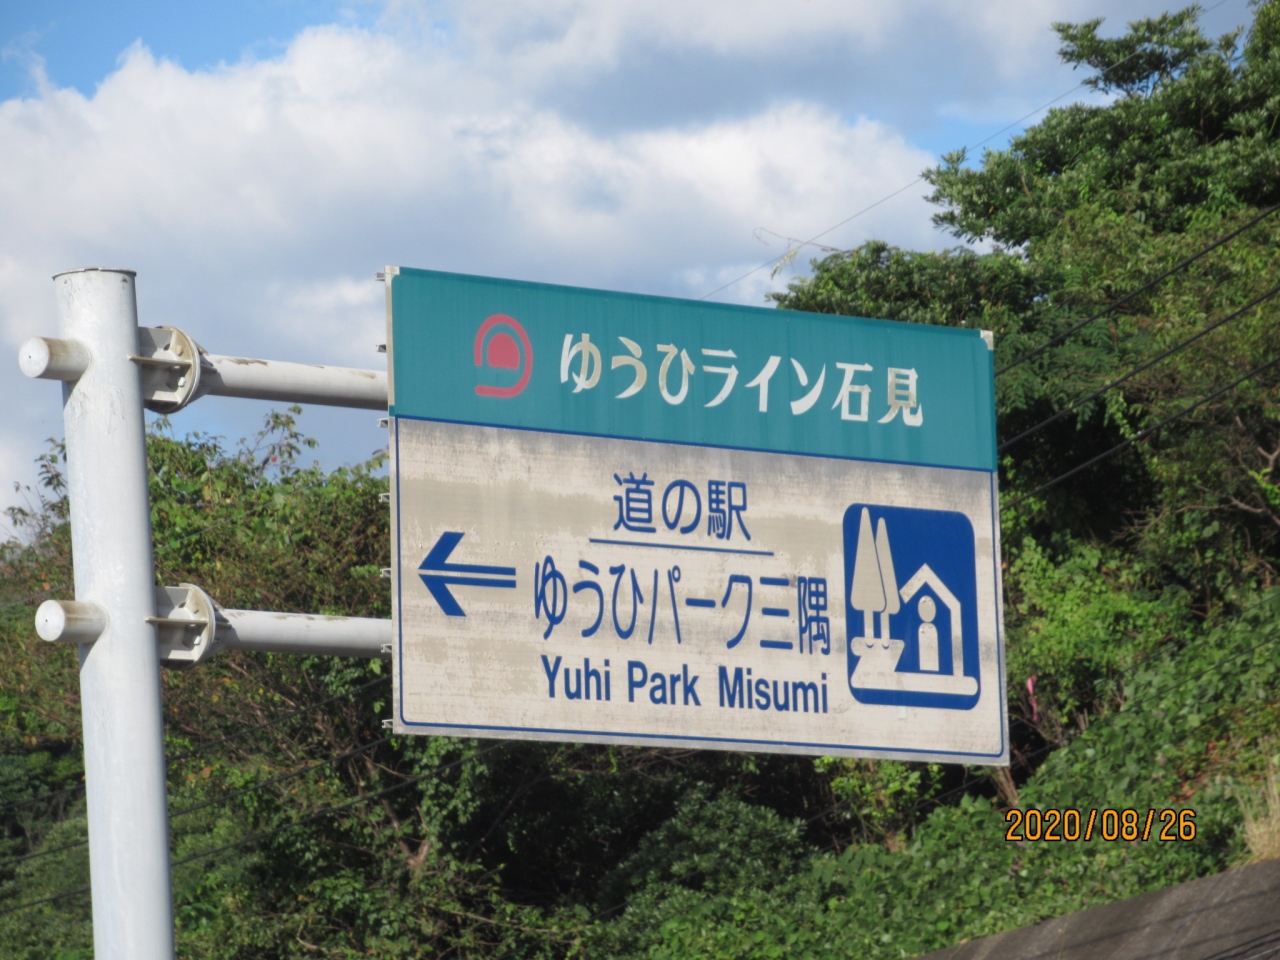 ゆうひライン石見
道の駅
ゆうひパーク三隅
Yuhi Park Misumi
2020/08/26